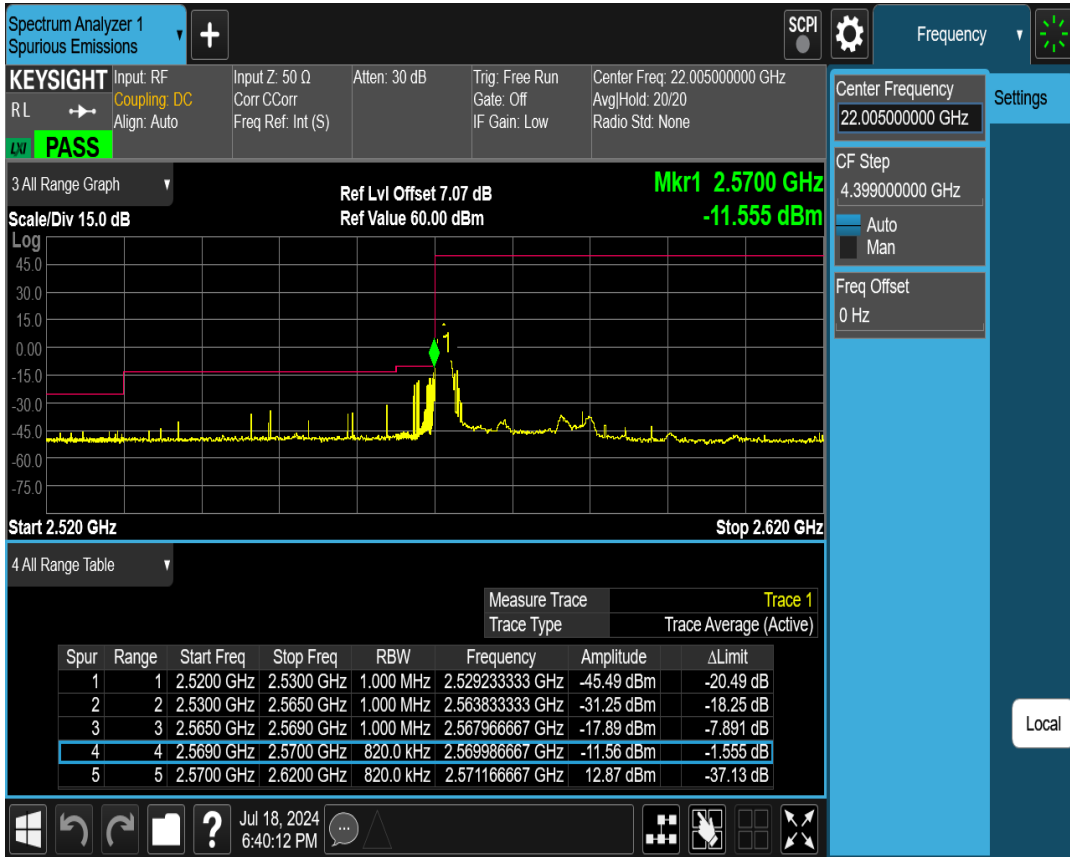 Spectrum Analyzer 1
Spurious Emissions
▼
+
SCPI
Frequency
▼
KEYSIGHT
RL
LXI
PASS
Input: RF
Coupling: DC
Align: Auto
Input Z: 50 Ω
Corr CCorr
Freq Ref: Int (S)
Atten: 30 dB
Trig: Free Run
Gate: Off
IF Gain: Low
Center Freq: 22.005000000 GHz
Avg|Hold: 20/20
Radio Std: None
Center Frequency
22.005000000 GHz
CF Step
4.399000000 GHz
Auto
Man
Freq Offset
0 Hz
Settings
Local
3 All Range Graph ▼
Scale/Div 15.0 dB
Ref Lvl Offset 7.07 dB
Ref Value 60.00 dBm
Mkr1 2.5700 GHz
-11.555 dBm
Log
45.0
30.0
15.0
0.00
-15.0
-30.0
-45.0
-60.0
-75.0
1
Start 2.520 GHz
Stop 2.620 GHz
4 All Range Table ▼
Measure Trace Trace 1
Trace Type Trace Average (Active)
Spur Range Start Freq Stop Freq RBW Frequency Amplitude ΔLimit
1 1 2.5200 GHz 2.5300 GHz 1.000 MHz 2.529233333 GHz -45.49 dBm -20.49 dB
2 2 2.5300 GHz 2.5650 GHz 1.000 MHz 2.563833333 GHz -31.25 dBm -18.25 dB
3 3 2.5650 GHz 2.5690 GHz 1.000 MHz 2.567966667 GHz -17.89 dBm -7.891 dB
4 4 2.5690 GHz 2.5700 GHz 820.0 kHz 2.569986667 GHz -11.56 dBm -1.555 dB
5 5 2.5700 GHz 2.6200 GHz 820.0 kHz 2.571166667 GHz 12.87 dBm -37.13 dB
?
Jul 18, 2024
6:40:12 PM